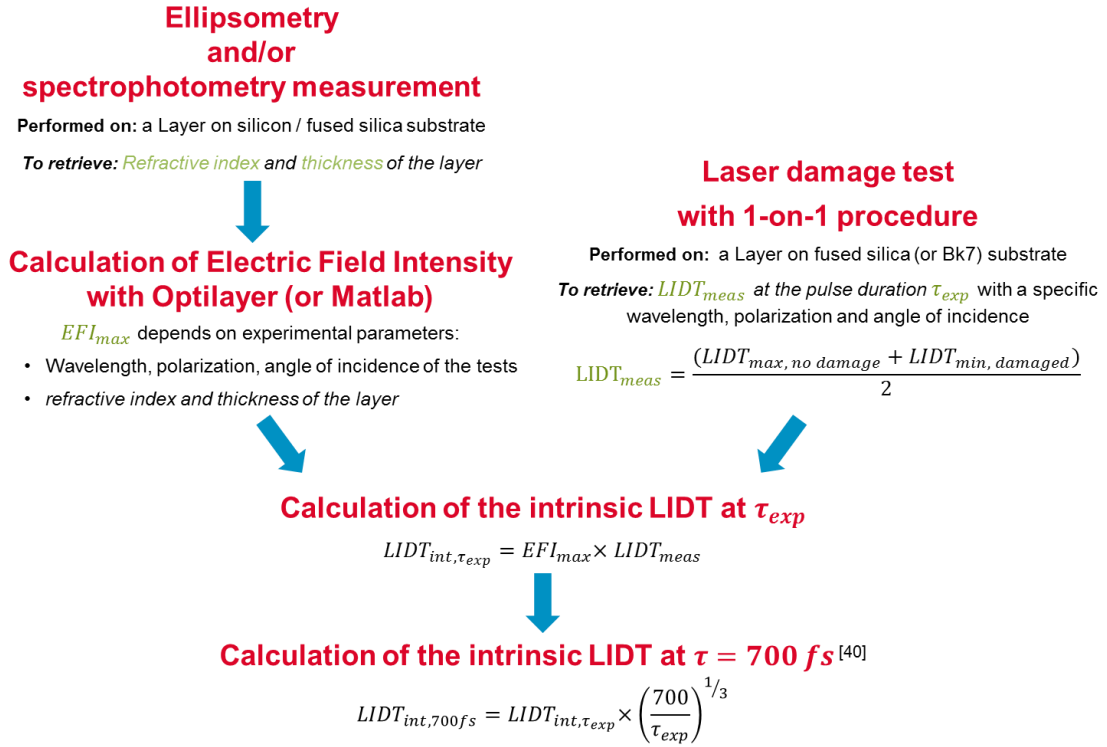 Ellipsometry
and/or
spectrophotometry measurement
Performed on: a Layer on silicon / fused silica substrate
To retrieve: Refractive index and thickness of the layer
Calculation of Electric Field Intensity
with Optilayer (or Matlab)
EFI_max depends on experimental parameters:
• Wavelength, polarization, angle of incidence of the tests
• refractive index and thickness of the layer
Laser damage test
with 1-on-1 procedure
Performed on: a Layer on fused silica (or Bk7) substrate
To retrieve: LIDT_meas at the pulse duration τ_exp with a specific
wavelength, polarization and angle of incidence
LIDT_meas = (LIDT_max, no damage + LIDT_min, damaged) / 2
Calculation of the intrinsic LIDT at τ_exp
LIDT_int,τ_exp = EFI_max × LIDT_meas
Calculation of the intrinsic LIDT at τ = 700 fs [40]
LIDT_int,700fs = LIDT_int,τ_exp × (700 / τ_exp)^1/3